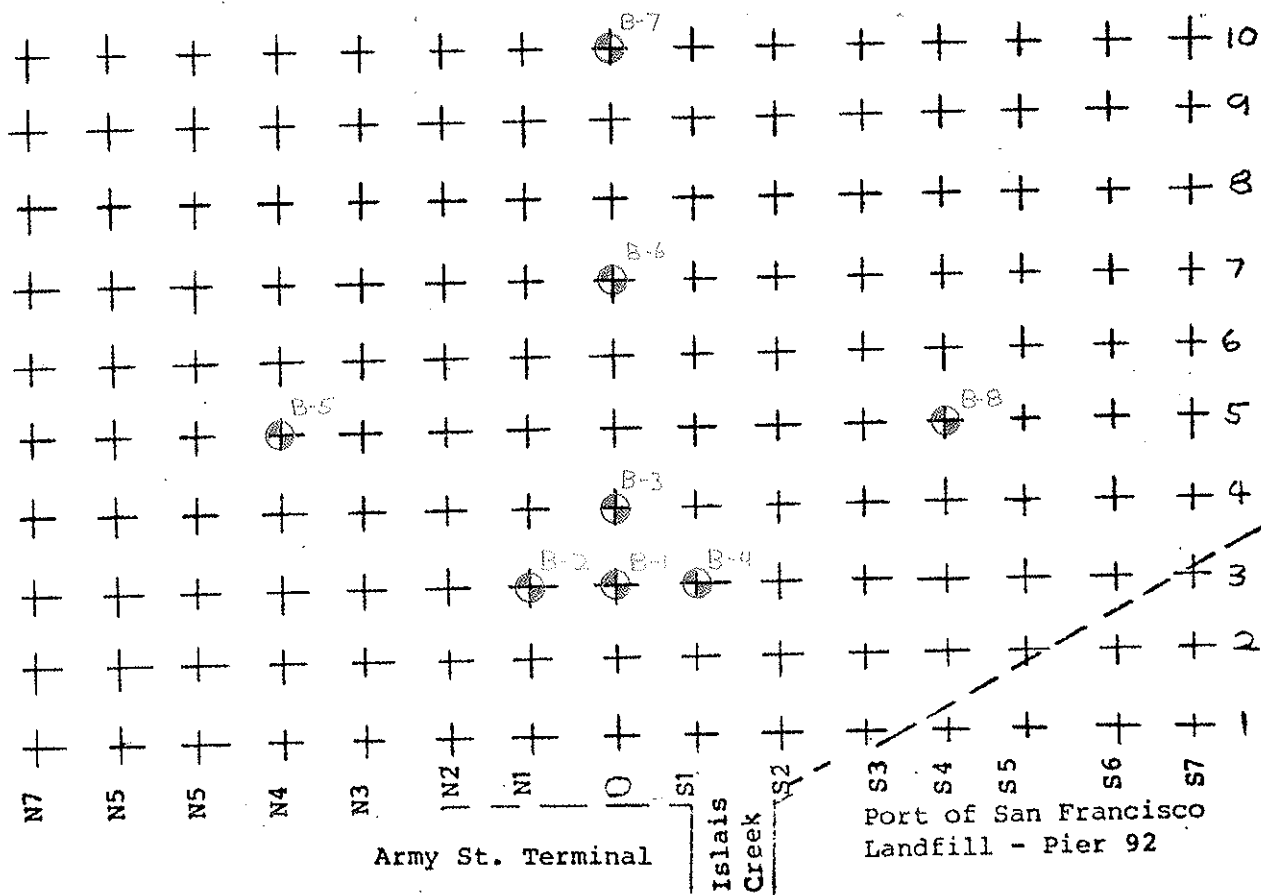 B-7
10
9
8
B-6
7
6
B-5
B-8
5
B-3
4
B-2 B-1 B-4
3
2
1
N7 N5 N5 N4 N3 N2 N1 0 S1 S2 S3 S4 S5 S6 S7
Army St. Terminal
Islais
Creek
Port of San Francisco
Landfill - Pier 92